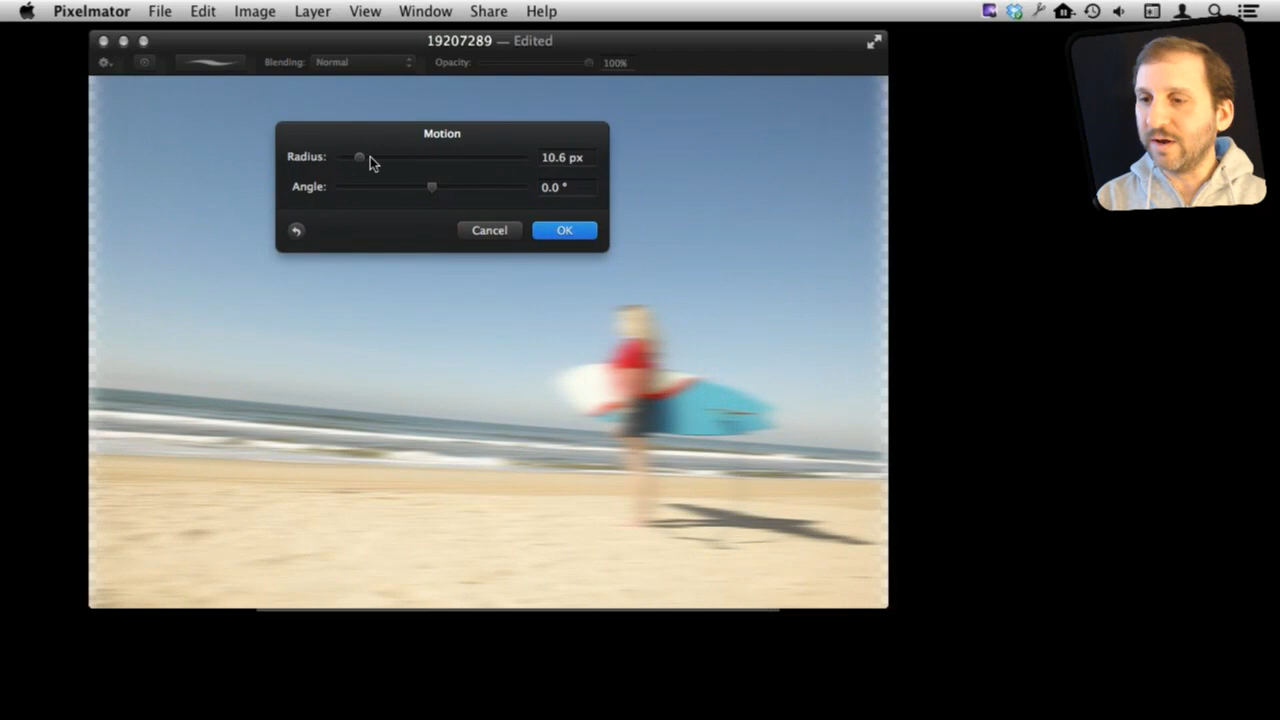 Pixelmator File Edit Image Layer View Window Share Help
19207289 — Edited
Blending: Normal Opacity: 100%
Motion
Radius: 10.6 px
Angle: 0.0 °
Cancel OK